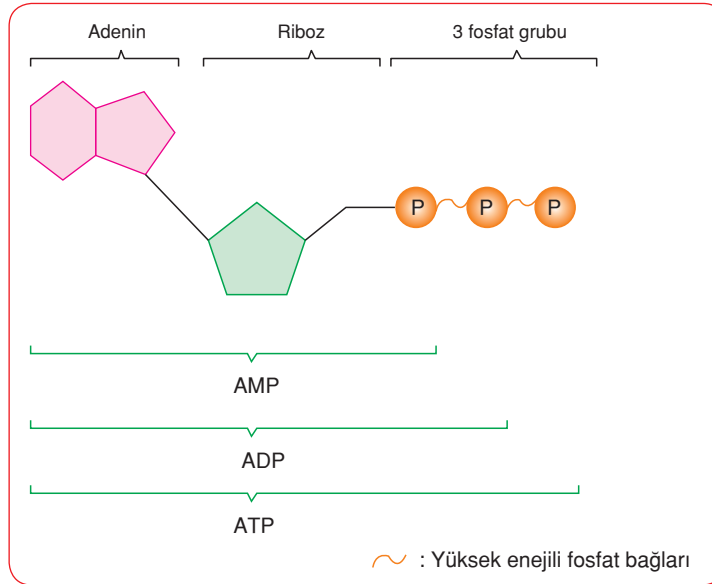 Adenin Riboz 3 fosfat grubu
P P P
AMP
ADP
ATP
: Yüksek enejili fosfat bağları